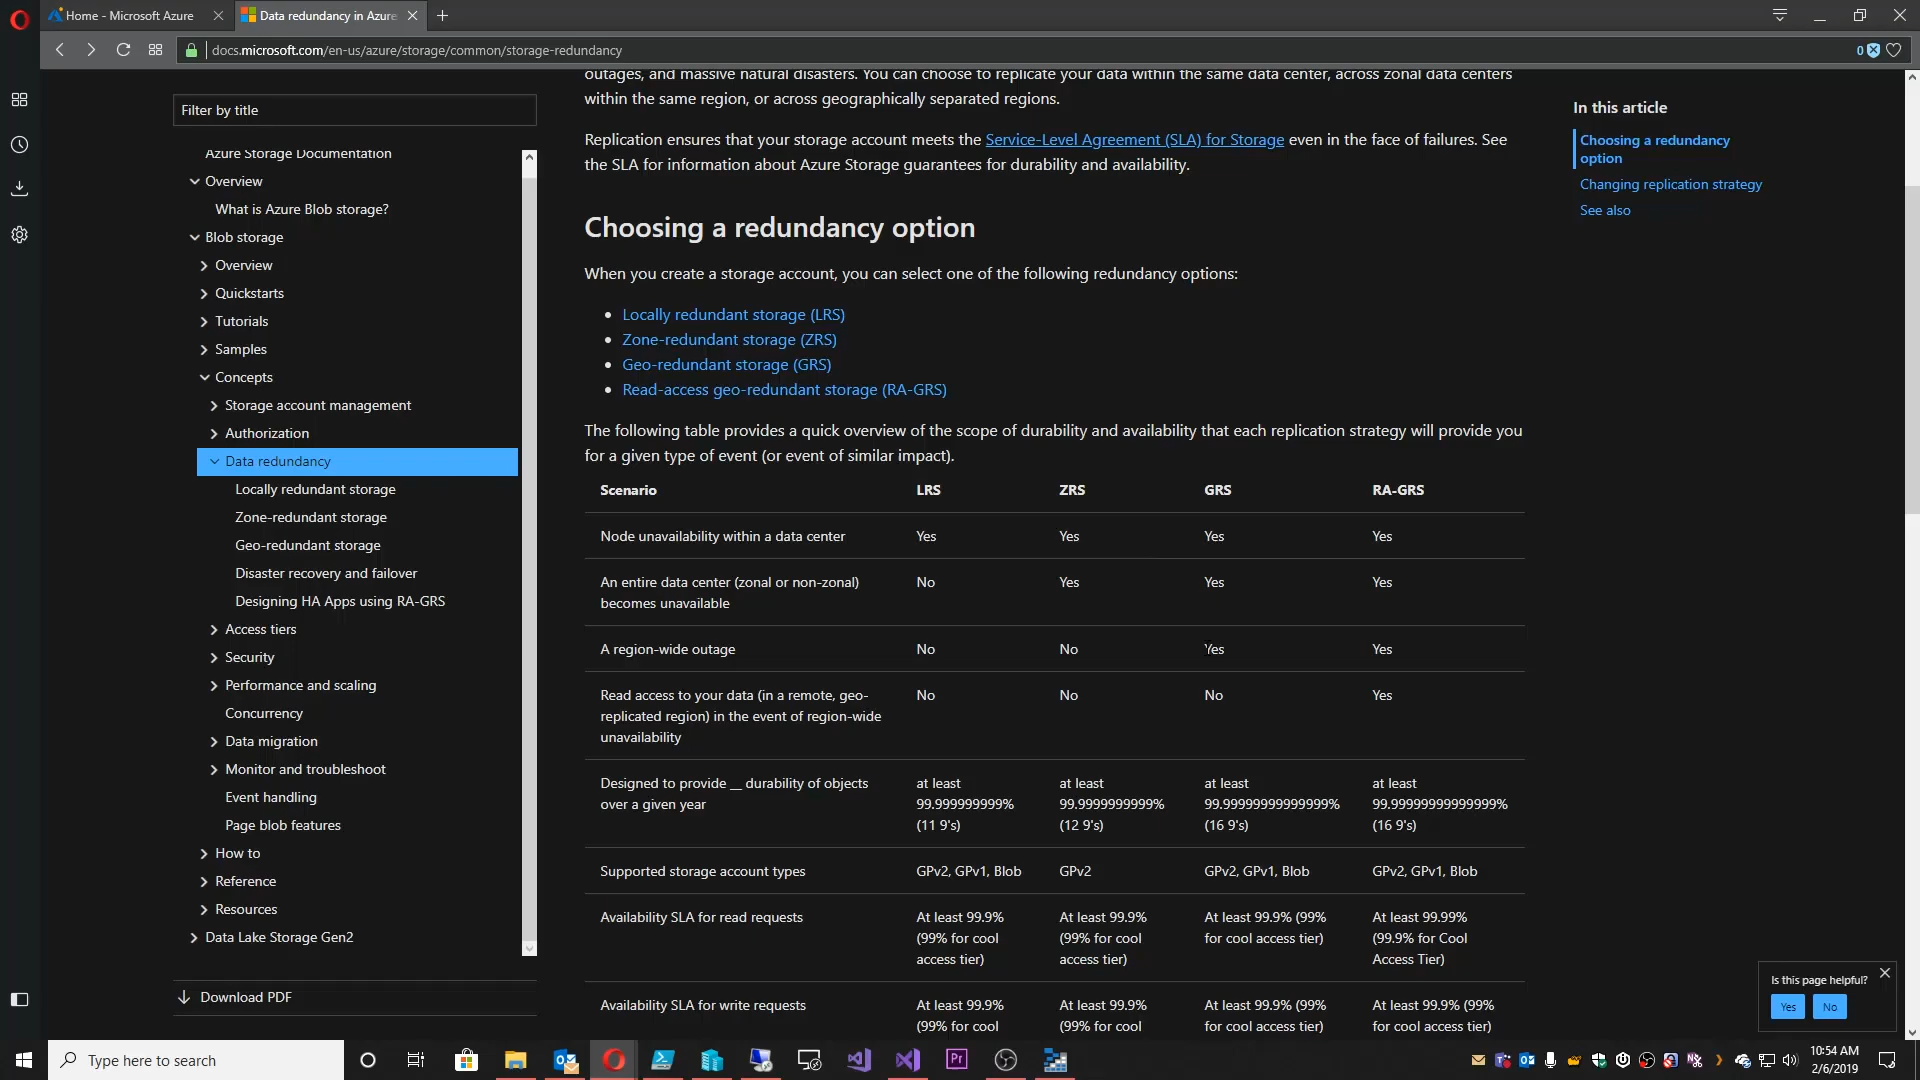 Home - Microsoft Azure
Data redundancy in Azure
docs.microsoft.com/en-us/azure/storage/common/storage-redundancy
0
Filter by title
Azure Storage Documentation
Overview
What is Azure Blob storage?
Blob storage
Overview
Quickstarts
Tutorials
Samples
Concepts
Storage account management
Authorization
Data redundancy
Locally redundant storage
Zone-redundant storage
Geo-redundant storage
Disaster recovery and failover
Designing HA Apps using RA-GRS
Access tiers
Security
Performance and scaling
Concurrency
Data migration
Monitor and troubleshoot
Event handling
Page blob features
How to
Reference
Resources
Data Lake Storage Gen2
Download PDF
outages, and massive natural disasters. You can choose to replicate your data within the same data center, across zonal data centers
within the same region, or across geographically separated regions.
Replication ensures that your storage account meets the Service-Level Agreement (SLA) for Storage even in the face of failures. See
the SLA for information about Azure Storage guarantees for durability and availability.
Choosing a redundancy option
When you create a storage account, you can select one of the following redundancy options:
• Locally redundant storage (LRS)
• Zone-redundant storage (ZRS)
• Geo-redundant storage (GRS)
• Read-access geo-redundant storage (RA-GRS)
The following table provides a quick overview of the scope of durability and availability that each replication strategy will provide you
for a given type of event (or event of similar impact).
Scenario LRS ZRS GRS RA-GRS
Node unavailability within a data center Yes Yes Yes Yes
An entire data center (zonal or non-zonal) No Yes Yes Yes
becomes unavailable
A region-wide outage No No Yes Yes
Read access to your data (in a remote, geo- No No No Yes
replicated region) in the event of region-wide
unavailability
Designed to provide __ durability of objects at least at least at least at least
over a given year 99.999999999% 99.9999999999% 99.99999999999999% 99.99999999999999%
(11 9's) (12 9's) (16 9's) (16 9's)
Supported storage account types GPv2, GPv1, Blob GPv2 GPv2, GPv1, Blob GPv2, GPv1, Blob
Availability SLA for read requests At least 99.9% At least 99.9% At least 99.9% (99% At least 99.99%
(99% for cool (99% for cool for cool access tier) (99.9% for Cool
access tier) access tier) Access Tier)
Availability SLA for write requests At least 99.9% At least 99.9% At least 99.9% (99% At least 99.9% (99%
(99% for cool (99% for cool for cool access tier) for cool access tier)
In this article
Choosing a redundancy
option
Changing replication strategy
See also
Is this page helpful?
Yes No
Type here to search
Pr
10:54 AM
2/6/2019